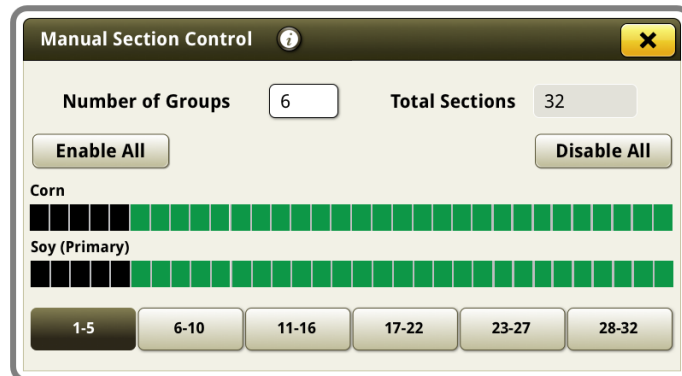 Manual Section Control i
Number of Groups 6 Total Sections 32
Enable All Disable All
Corn
Soy (Primary)
1-5 6-10 11-16 17-22 23-27 28-32